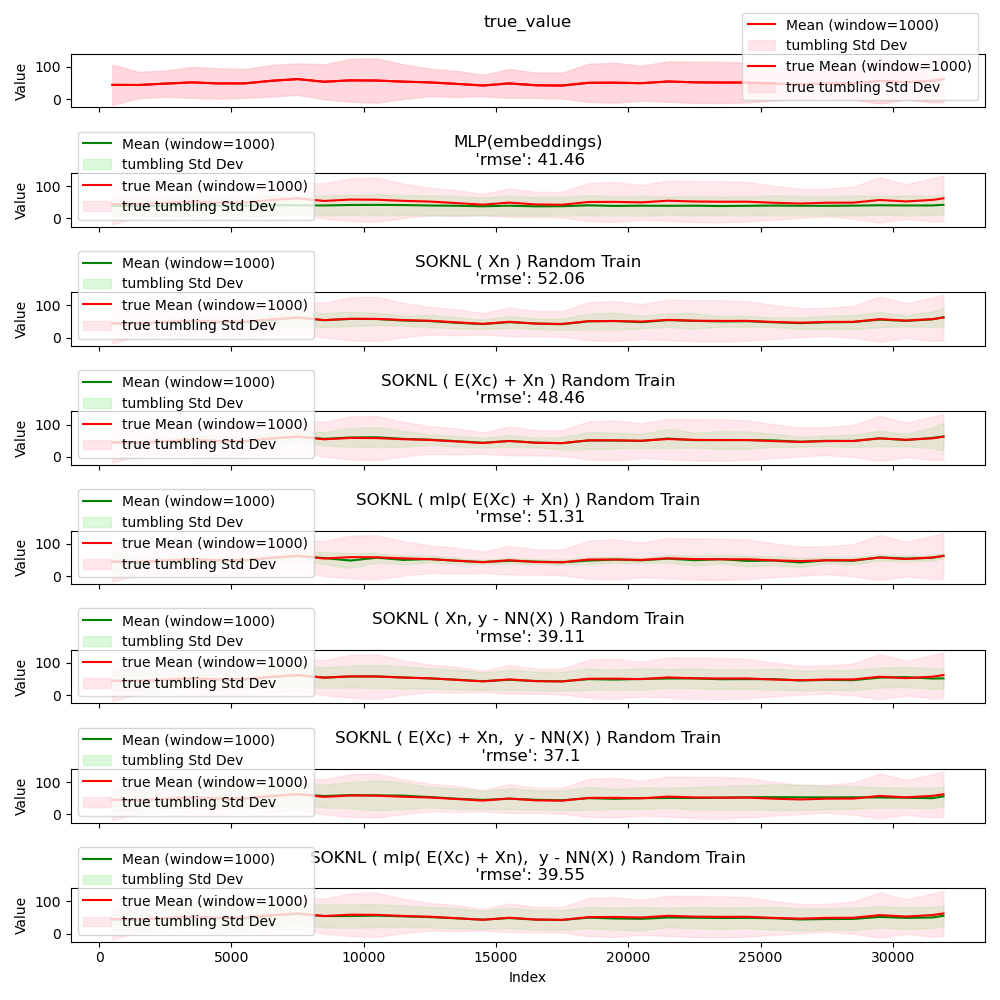 true_value
Mean (window=1000)
tumbling Std Dev
true Mean (window=1000)
true tumbling Std Dev
Value
100
0
MLP(embeddings)
'rmse': 41.46
Mean (window=1000)
tumbling Std Dev
true Mean (window=1000)
true tumbling Std Dev
Value
100
0
SOKNL ( Xn ) Random Train
'rmse': 52.06
Mean (window=1000)
tumbling Std Dev
true Mean (window=1000)
true tumbling Std Dev
Value
100
0
SOKNL ( E(Xc) + Xn ) Random Train
'rmse': 48.46
Mean (window=1000)
tumbling Std Dev
true Mean (window=1000)
true tumbling Std Dev
Value
100
0
SOKNL ( mlp( E(Xc) + Xn) ) Random Train
'rmse': 51.31
Mean (window=1000)
tumbling Std Dev
true Mean (window=1000)
true tumbling Std Dev
Value
100
0
SOKNL ( Xn, y - NN(X) ) Random Train
'rmse': 39.11
Mean (window=1000)
tumbling Std Dev
true Mean (window=1000)
true tumbling Std Dev
Value
100
0
SOKNL ( E(Xc) + Xn,  y - NN(X) ) Random Train
'rmse': 37.1
Mean (window=1000)
tumbling Std Dev
true Mean (window=1000)
true tumbling Std Dev
Value
100
0
SOKNL ( mlp( E(Xc) + Xn),  y - NN(X) ) Random Train
'rmse': 39.55
Mean (window=1000)
tumbling Std Dev
true Mean (window=1000)
true tumbling Std Dev
Value
100
0
0 5000 10000 15000 20000 25000 30000
Index